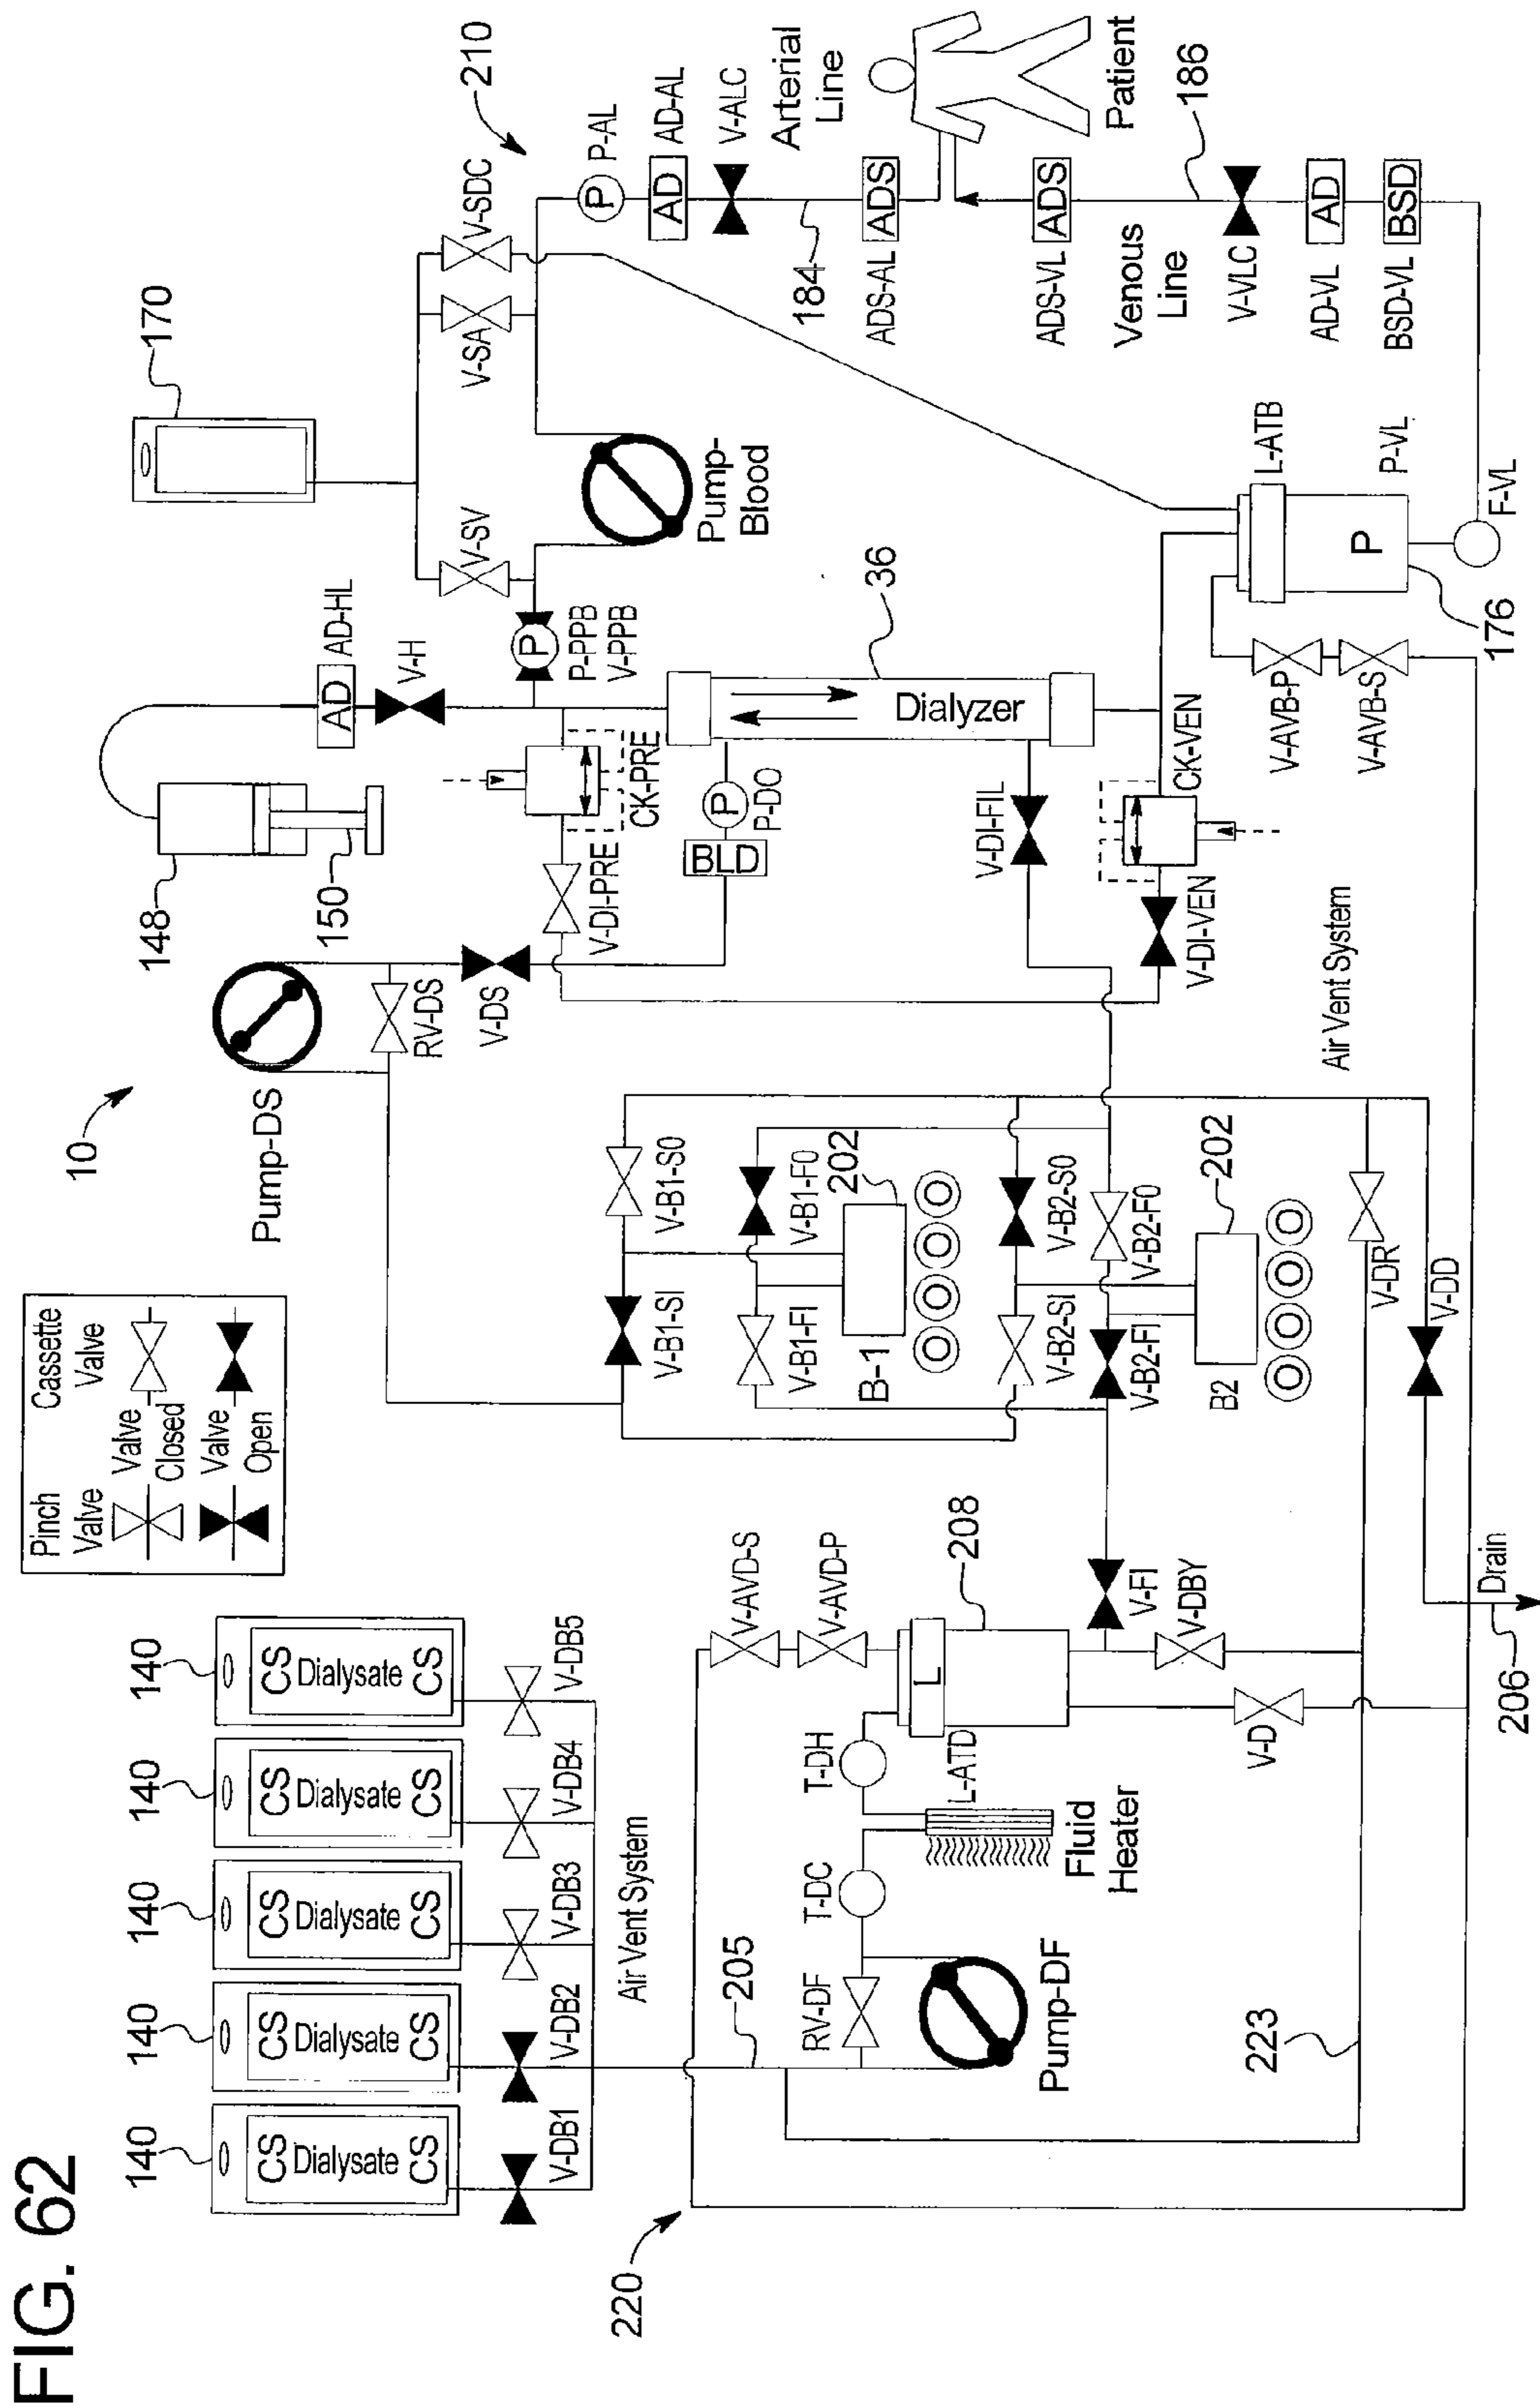 FIG. 62
10
220
210
Pinch
Valve
Cassette
Valve
Valve
Closed
Valve
Open
140
140
140
140
140
CS
Dialysate
CS
CS
Dialysate
CS
CS
Dialysate
CS
CS
Dialysate
CS
CS
Dialysate
CS
V-DB1
V-DB2
V-DB3
V-DB4
V-DB5
Air Vent System
205
V-AVD-S
V-AVD-P
RV-DF
Pump-DF
T-DC
T-DH
Fluid
Heater
L-ATD
L
208
V-FI
V-DBY
V-D
223
206
Drain
Pump-DS
RV-DS
V-DS
V-B1-SI
V-B1-S0
V-B1-FI
V-B1-F0
B-1
202
V-B2-SI
V-B2-S0
V-B2-FI
V-B2-F0
B2
202
V-DR
V-DD
Air Vent System
148
150
AD
AD-HL
V-H
CK-PRE
V-DI-PRE
BLD
P
P-DO
Dialyzer
36
V-DI-FIL
V-DI-VEN
CK-VEN
P
P-PPB
V-PPB
170
V-SV
V-SA
V-SDC
Pump-
Blood
P
P-AL
AD
AD-AL
V-ALC
Arterial
Line
184
ADS
ADS-AL
Patient
ADS
ADS-VL
Venous
Line
186
V-VLC
AD
AD-VL
BSD
BSD-VL
L-ATB
P-VL
P
F-VL
176
V-AVB-P
V-AVB-S